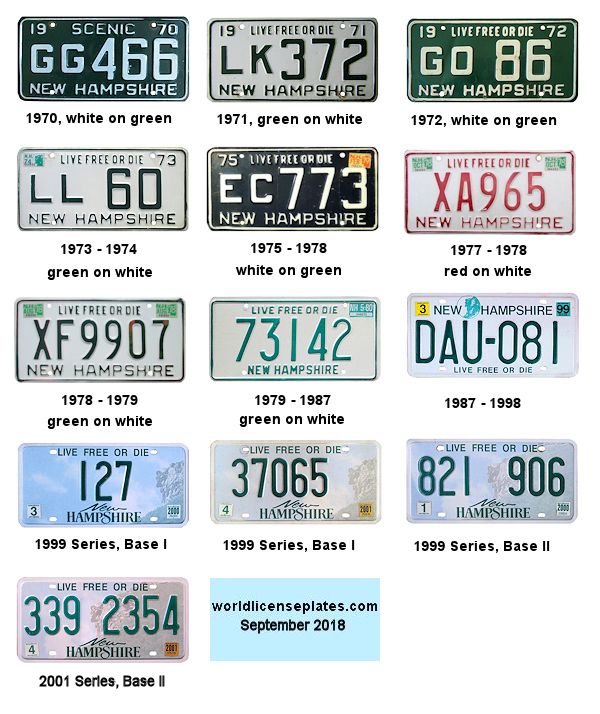 19 SCENIC 70
GG466
NEW HAMPSHIRE
1970, white on green
19 LIVE FREE OR DIE 71
LK372
NEW HAMPSHIRE
1971, green on white
19 LIVE FREE OR DIE 72
GO 86
NEW HAMPSHIRE
1972, white on green
LIVE FREE OR DIE 73
LL 60
NEW HAMPSHIRE
1973 - 1974
green on white
75 LIVE FREE OR DIE
EC773
NEW HAMPSHIRE
1975 - 1978
white on green
LIVE FREE OR DIE
XA965
NEW HAMPSHIRE
1977 - 1978
red on white
LIVE FREE OR DIE
XF9907
NEW HAMPSHIRE
1978 - 1979
green on white
LIVE FREE OR DIE
73142
NEW HAMPSHIRE
1979 - 1987
green on white
3 NEW HAMPSHIRE 99
DAU-081
LIVE FREE OR DIE
1987 - 1998
LIVE FREE OR DIE
127
3 New HAMPSHIRE 2000
1999 Series, Base I
LIVE FREE OR DIE
37065
4 New HAMPSHIRE 2001
1999 Series, Base I
LIVE FREE OR DIE
821 906
1 New HAMPSHIRE 2000
1999 Series, Base II
LIVE FREE OR DIE
339 2354
4 New HAMPSHIRE 2001
2001 Series, Base II
worldlicenseplates.com
September 2018